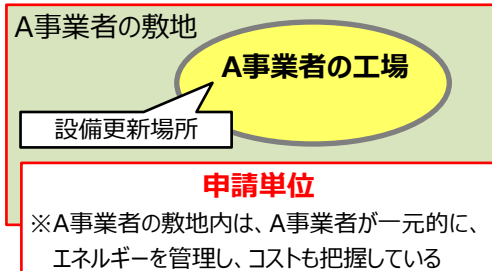 A事業者の敷地
A事業者の工場
設備更新場所
申請単位
※A事業者の敷地内は、A事業者が一元的に、
エネルギーを管理し、コストも把握している